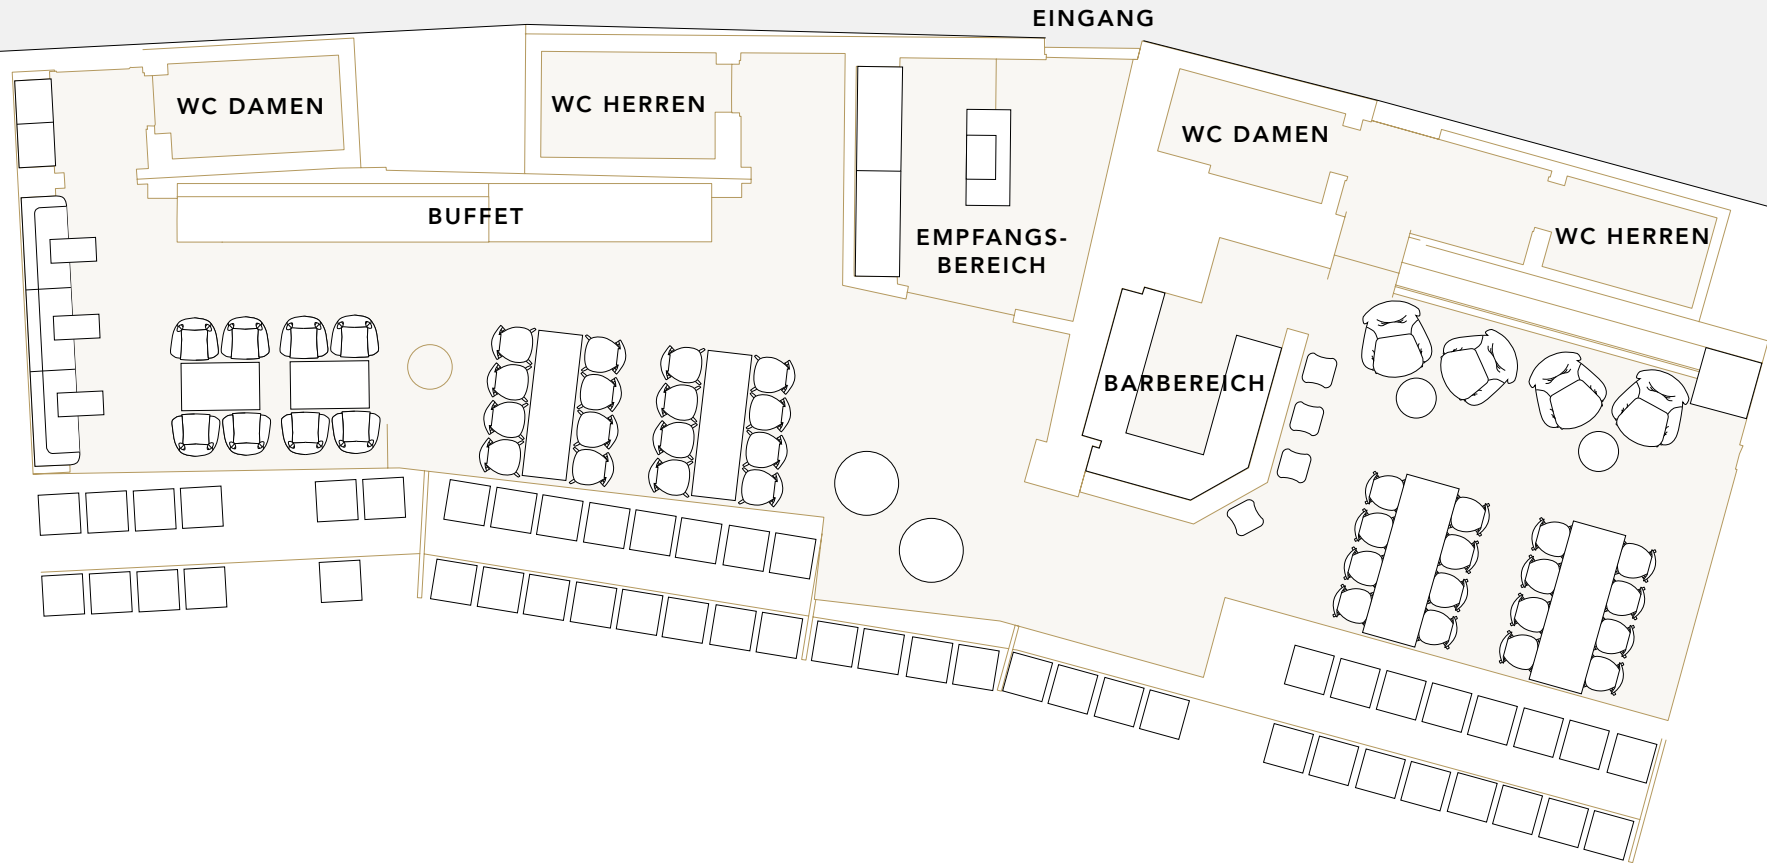 EINGANG
WC DAMEN
WC HERREN
WC DAMEN
BUFFET
EMPFANGS-
BEREICH
WC HERREN
BARBEREICH